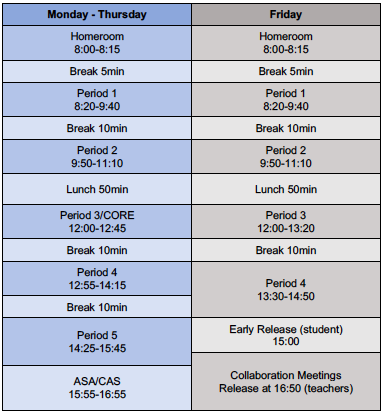 Monday - Thursday
Friday
Homeroom
8:00-8:15
Homeroom
8:00-8:15
Break 5min
Break 5min
Period 1
8:20-9:40
Period 1
8:20-9:40
Break 10min
Break 10min
Period 2
9:50-11:10
Period 2
9:50-11:10
Lunch 50min
Lunch 50min
Period 3/CORE
12:00-12:45
Period 3
12:00-13:20
Break 10min
Break 10min
Period 4
12:55-14:15
Period 4
13:30-14:50
Break 10min
Period 5
14:25-15:45
Early Release (student)
15:00
ASA/CAS
15:55-16:55
Collaboration Meetings
Release at 16:50 (teachers)